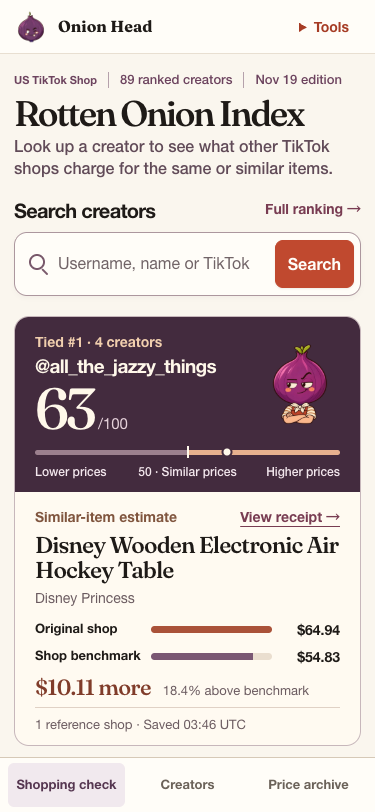 Onion Head
▶ Tools
US TikTok Shop | 89 ranked creators | Nov 19 edition
Rotten Onion Index
Look up a creator to see what other TikTok
shops charge for the same or similar items.
Search creators
Full ranking →
Username, name or TikTok
Search
Tied #1 · 4 creators
@all_the_jazzy_things
63/100
Lower prices
50 · Similar prices
Higher prices
Similar-item estimate
View receipt →
Disney Wooden Electronic Air
Hockey Table
Disney Princess
Original shop
$64.94
Shop benchmark
$54.83
$10.11 more
18.4% above benchmark
1 reference shop · Saved 03:46 UTC
Shopping check
Creators
Price archive